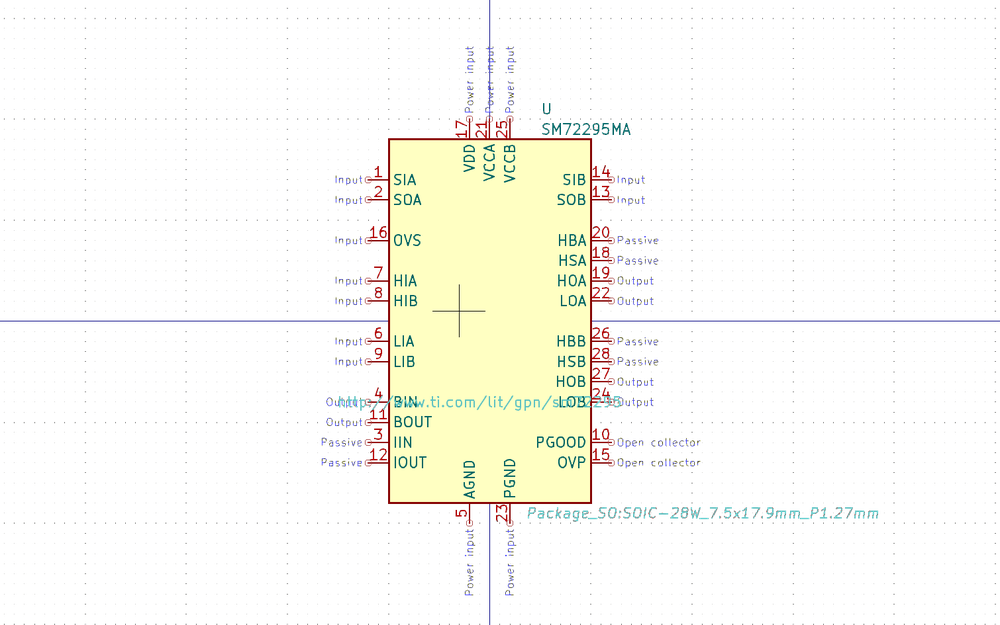 Power input
Power input
Power input
17
21
25
U
SM72295MA
VDD
VCCA
VCCB
Input 1 SIA
SIB 14 Input
Input 2 SOA
SOB 13 Input
Input 16 OVS
HBA 20 Passive
HSA 18 Passive
Input 7 HIA
HOA 19 Output
Input 8 HIB
LOA 22 Output
Input 6 LIA
HBB 26 Passive
Input 9 LIB
HSB 28 Passive
HOB 27 Output
Output 4 BIN
http://www.ti.com/lit/gpn/sm72295
LOB 24 Output
Output 11 BOUT
Passive 3 IIN
PGOOD 10 Open collector
Passive 12 IOUT
OVP 15 Open collector
AGND
PGND
5
23
Package_SO:SOIC-28W_7.5x17.9mm_P1.27mm
Power input
Power input